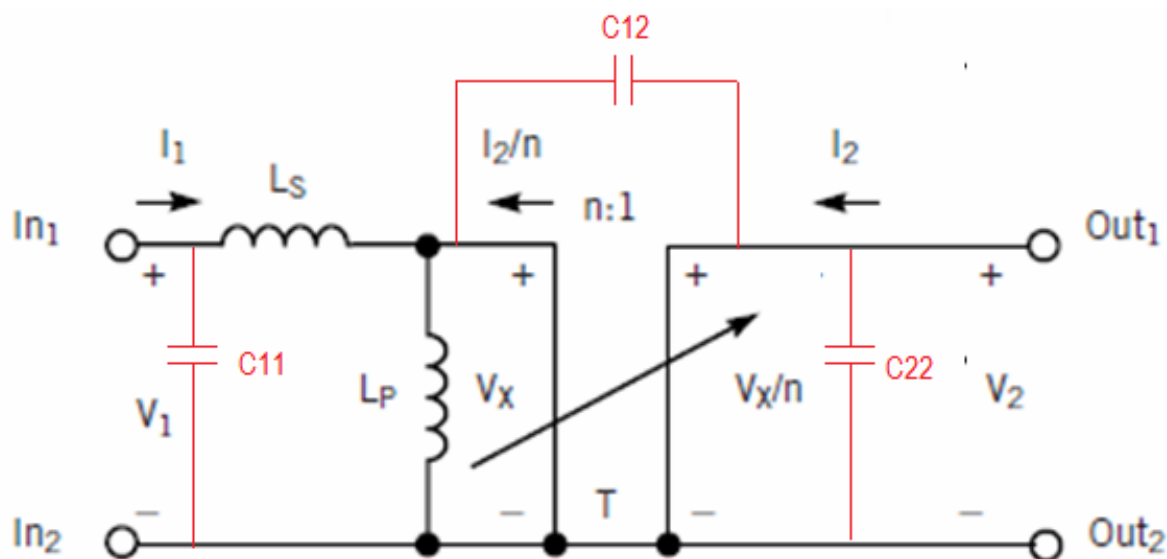 C12
I₁
I₂/n
I₂
Lₛ
n:1
In₁
Out₁
+
+
+
+
C11
C22
V₁
Lₚ
Vₓ
Vₓ/n
V₂
In₂
−
−
T
−
−
Out₂